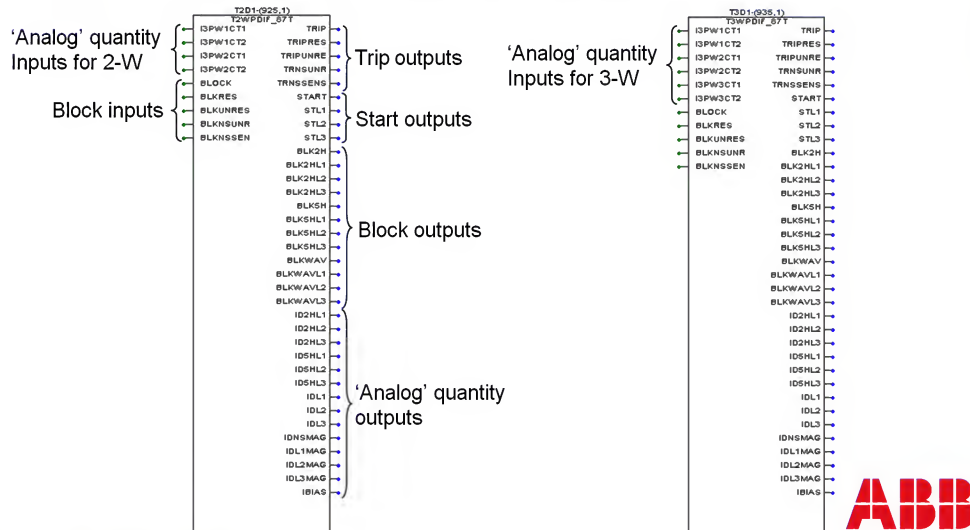 T2D1-(925,1)
T2WPDIF_87T
I3PW1CT1 TRIP
I3PW1CT2 TRIPRES
I3PW2CT1 TRIPUNRE
I3PW2CT2 TRNSUNR
BLOCK TRNSSENS
BLKRES START
BLKUNRES STL1
BLKNSUNR STL2
BLKNSSEN STL3
BLK2H
BLK2HL1
BLK2HL2
BLK2HL3
BLK5H
BLK5HL1
BLK5HL2
BLK5HL3
BLKWAV
BLKWAVL1
BLKWAVL2
BLKWAVL3
ID2HL1
ID2HL2
ID2HL3
ID5HL1
ID5HL2
ID5HL3
IDL1
IDL2
IDL3
IDNSMAG
IDL1MAG
IDL2MAG
IDL3MAG
IBIAS
‘Analog’ quantity
Inputs for 2-W
Block inputs
Trip outputs
Start outputs
Block outputs
‘Analog’ quantity
outputs
T3D1-(935,1)
T3WPDIF_87T
I3PW1CT1 TRIP
I3PW1CT2 TRIPRES
I3PW2CT1 TRIPUNRE
I3PW2CT2 TRNSUNR
I3PW3CT1 TRNSSENS
I3PW3CT2 START
BLOCK STL1
BLKRES STL2
BLKUNRES STL3
BLKNSUNR BLK2H
BLKNSSEN BLK2HL1
BLK2HL2
BLK2HL3
BLK5H
BLK5HL1
BLK5HL2
BLK5HL3
BLKWAV
BLKWAVL1
BLKWAVL2
BLKWAVL3
ID2HL1
ID2HL2
ID2HL3
ID5HL1
ID5HL2
ID5HL3
IDL1
IDL2
IDL3
IDNSMAG
IDL1MAG
IDL2MAG
IDL3MAG
IBIAS
‘Analog’ quantity
Inputs for 3-W
ABB